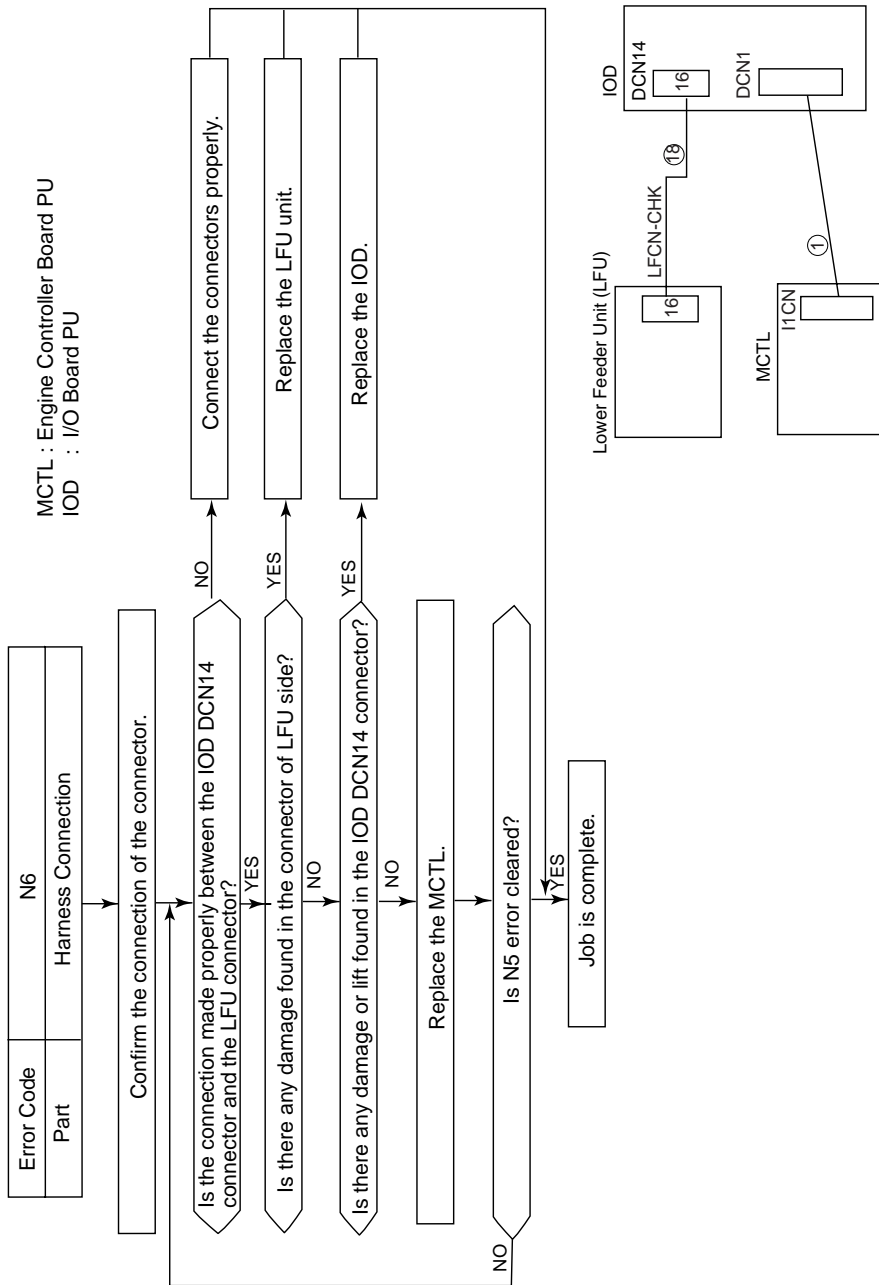 Error Code
N6
Part
Harness Connection
MCTL : Engine Controller Board PU
IOD : I/O Board PU
Confirm the connection of the connector.
Is the connection made properly between the IOD DCN14
connector and the LFU connector?
NO
Connect the connectors properly.
YES
Is there any damage found in the connector of LFU side?
YES
Replace the LFU unit.
NO
Is there any damage or lift found in the IOD DCN14 connector?
YES
Replace the IOD.
NO
Replace the MCTL.
Is N5 error cleared?
NO
YES
Job is complete.
Lower Feeder Unit (LFU)
16
LFCN-CHK
18
IOD
DCN14
16
DCN1
MCTL
I1CN
1